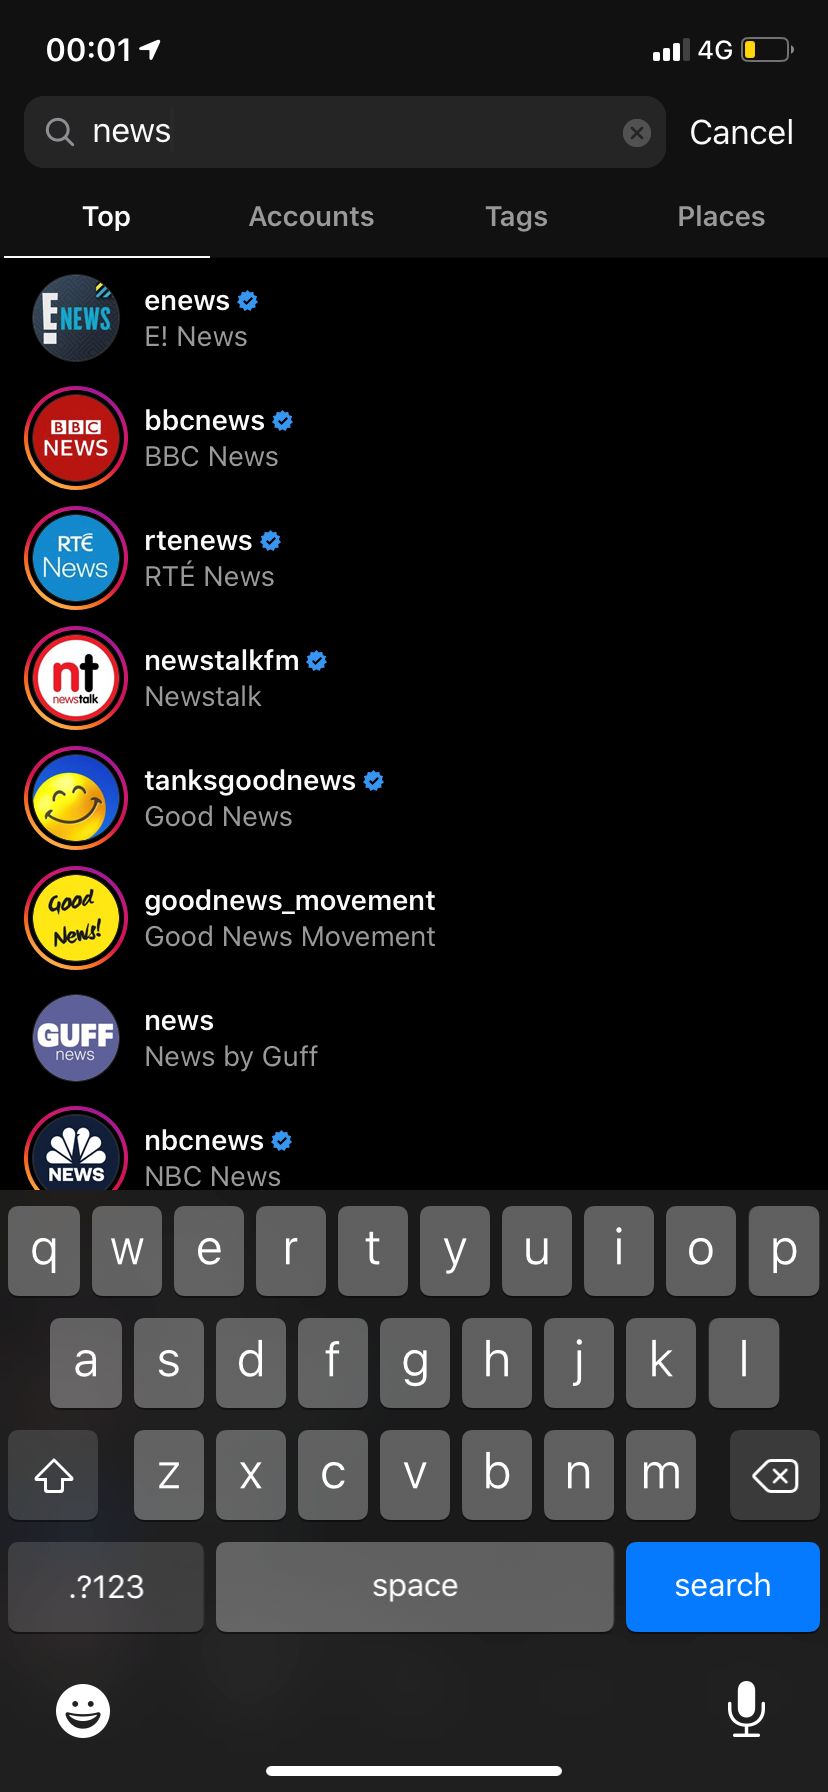 00:01 4G
news Cancel
Top Accounts Tags Places
E! NEWS
enews
E! News
BBC
NEWS
bbcnews
BBC News
RTÉ
News
rtenews
RTÉ News
nt
newstalk
newstalkfm
Newstalk
tanksgoodnews
Good News
Good
News!
goodnews_movement
Good News Movement
GUFF
news
news
News by Guff
NEWS
nbcnews
NBC News
q w e r t y u i o p
a s d f g h j k l
z x c v b n m
.?123 space search